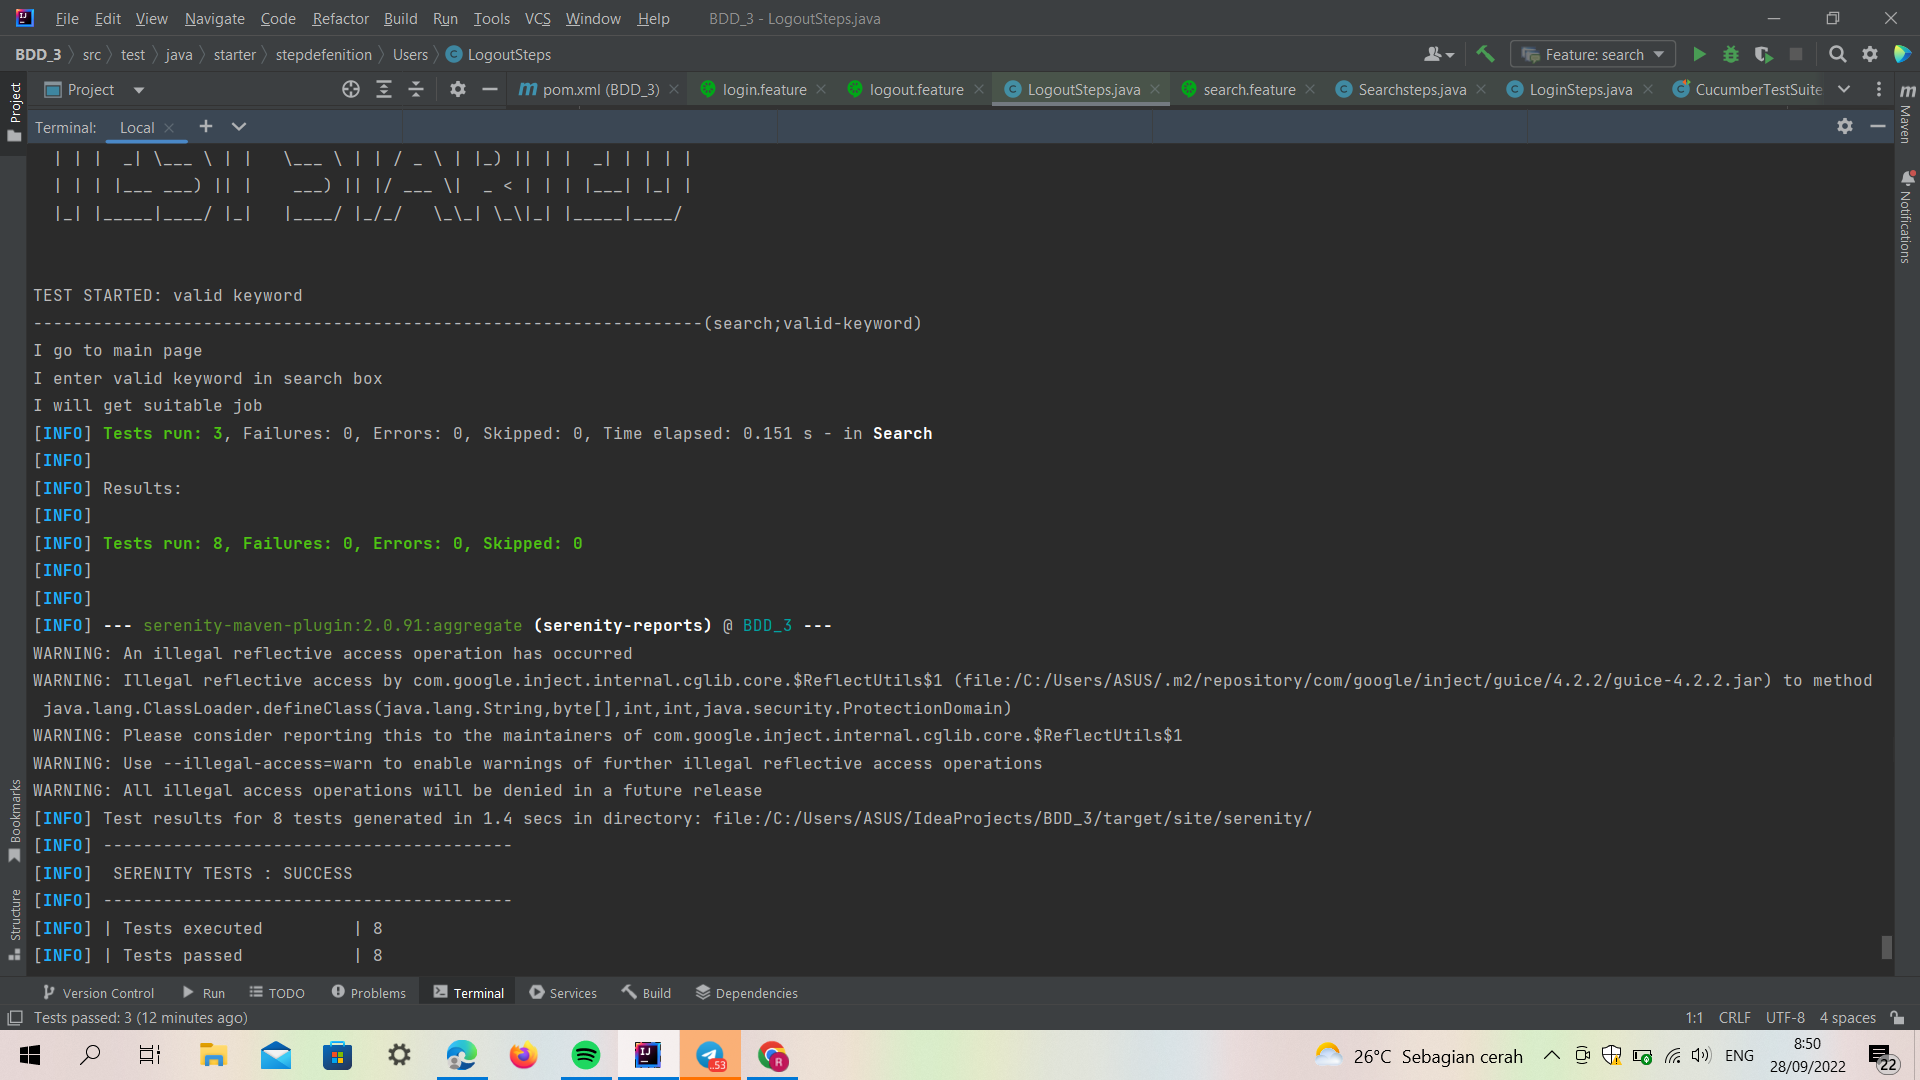 File Edit View Navigate Code Refactor Build Run Tools VCS Window Help BDD_3 - LogoutSteps.java
BDD_3 src test java starter stepdefenition Users LogoutSteps Feature: search
Project pom.xml (BDD_3) login.feature logout.feature LogoutSteps.java search.feature Searchsteps.java LoginSteps.java CucumberTestSuite
Terminal: Local
| | |  _| \___ \ | |   \___ \ | | / _ \ | |_) || | |  _| | | | |
| | | |___ ___) || |    ___) || |/ ___ \|  _ < | | | |___| |_| |
|_| |_____|____/ |_|   |____/ |_/_/   \_\_| \_\|_| |_____|____/
TEST STARTED: valid keyword
-------------------------------------------------------------------(search;valid-keyword)
I go to main page
I enter valid keyword in search box
I will get suitable job
[INFO] Tests run: 3, Failures: 0, Errors: 0, Skipped: 0, Time elapsed: 0.151 s - in Search
[INFO]
[INFO] Results:
[INFO]
[INFO] Tests run: 8, Failures: 0, Errors: 0, Skipped: 0
[INFO]
[INFO]
[INFO] --- serenity-maven-plugin:2.0.91:aggregate (serenity-reports) @ BDD_3 ---
WARNING: An illegal reflective access operation has occurred
WARNING: Illegal reflective access by com.google.inject.internal.cglib.core.$ReflectUtils$1 (file:/C:/Users/ASUS/.m2/repository/com/google/inject/guice/4.2.2/guice-4.2.2.jar) to method
java.lang.ClassLoader.defineClass(java.lang.String,byte[],int,int,java.security.ProtectionDomain)
WARNING: Please consider reporting this to the maintainers of com.google.inject.internal.cglib.core.$ReflectUtils$1
WARNING: Use --illegal-access=warn to enable warnings of further illegal reflective access operations
WARNING: All illegal access operations will be denied in a future release
[INFO] Test results for 8 tests generated in 1.4 secs in directory: file:/C:/Users/ASUS/IdeaProjects/BDD_3/target/site/serenity/
[INFO] -----------------------------------------
[INFO]  SERENITY TESTS : SUCCESS
[INFO] -----------------------------------------
[INFO] | Tests executed         | 8
[INFO] | Tests passed           | 8
Project
Bookmarks
Structure
Maven
Notifications
Version Control Run TODO Problems Terminal Services Build Dependencies
Tests passed: 3 (12 minutes ago) 1:1 CRLF UTF-8 4 spaces
53
R
26°C Sebagian cerah ENG 8:50
28/09/2022
22